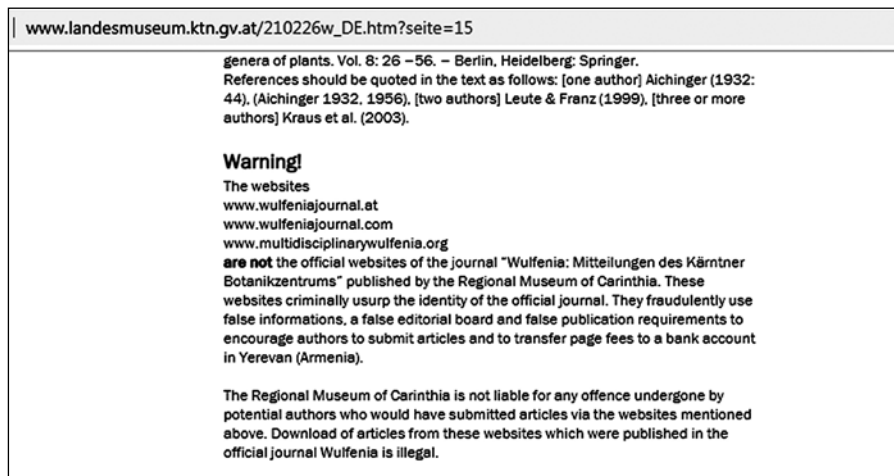 www.landesmuseum.ktn.gv.at/210226w_DE.htm?seite=15
genera of plants. Vol. 8: 26 –56. – Berlin, Heidelberg: Springer.
References should be quoted in the text as follows: [one author] Aichinger (1932:
44), (Aichinger 1932, 1956), [two authors] Leute & Franz (1999), [three or more
authors] Kraus et al. (2003).
Warning!
The websites
www.wulfeniajournal.at
www.wulfeniajournal.com
www.multidisciplinarywulfenia.org
are not the official websites of the journal "Wulfenia: Mitteilungen des Kärntner
Botanikzentrums" published by the Regional Museum of Carinthia. These
websites criminally usurp the identity of the official journal. They fraudulently use
false informations, a false editorial board and false publication requirements to
encourage authors to submit articles and to transfer page fees to a bank account
in Yerevan (Armenia).
The Regional Museum of Carinthia is not liable for any offence undergone by
potential authors who would have submitted articles via the websites mentioned
above. Download of articles from these websites which were published in the
official journal Wulfenia is illegal.